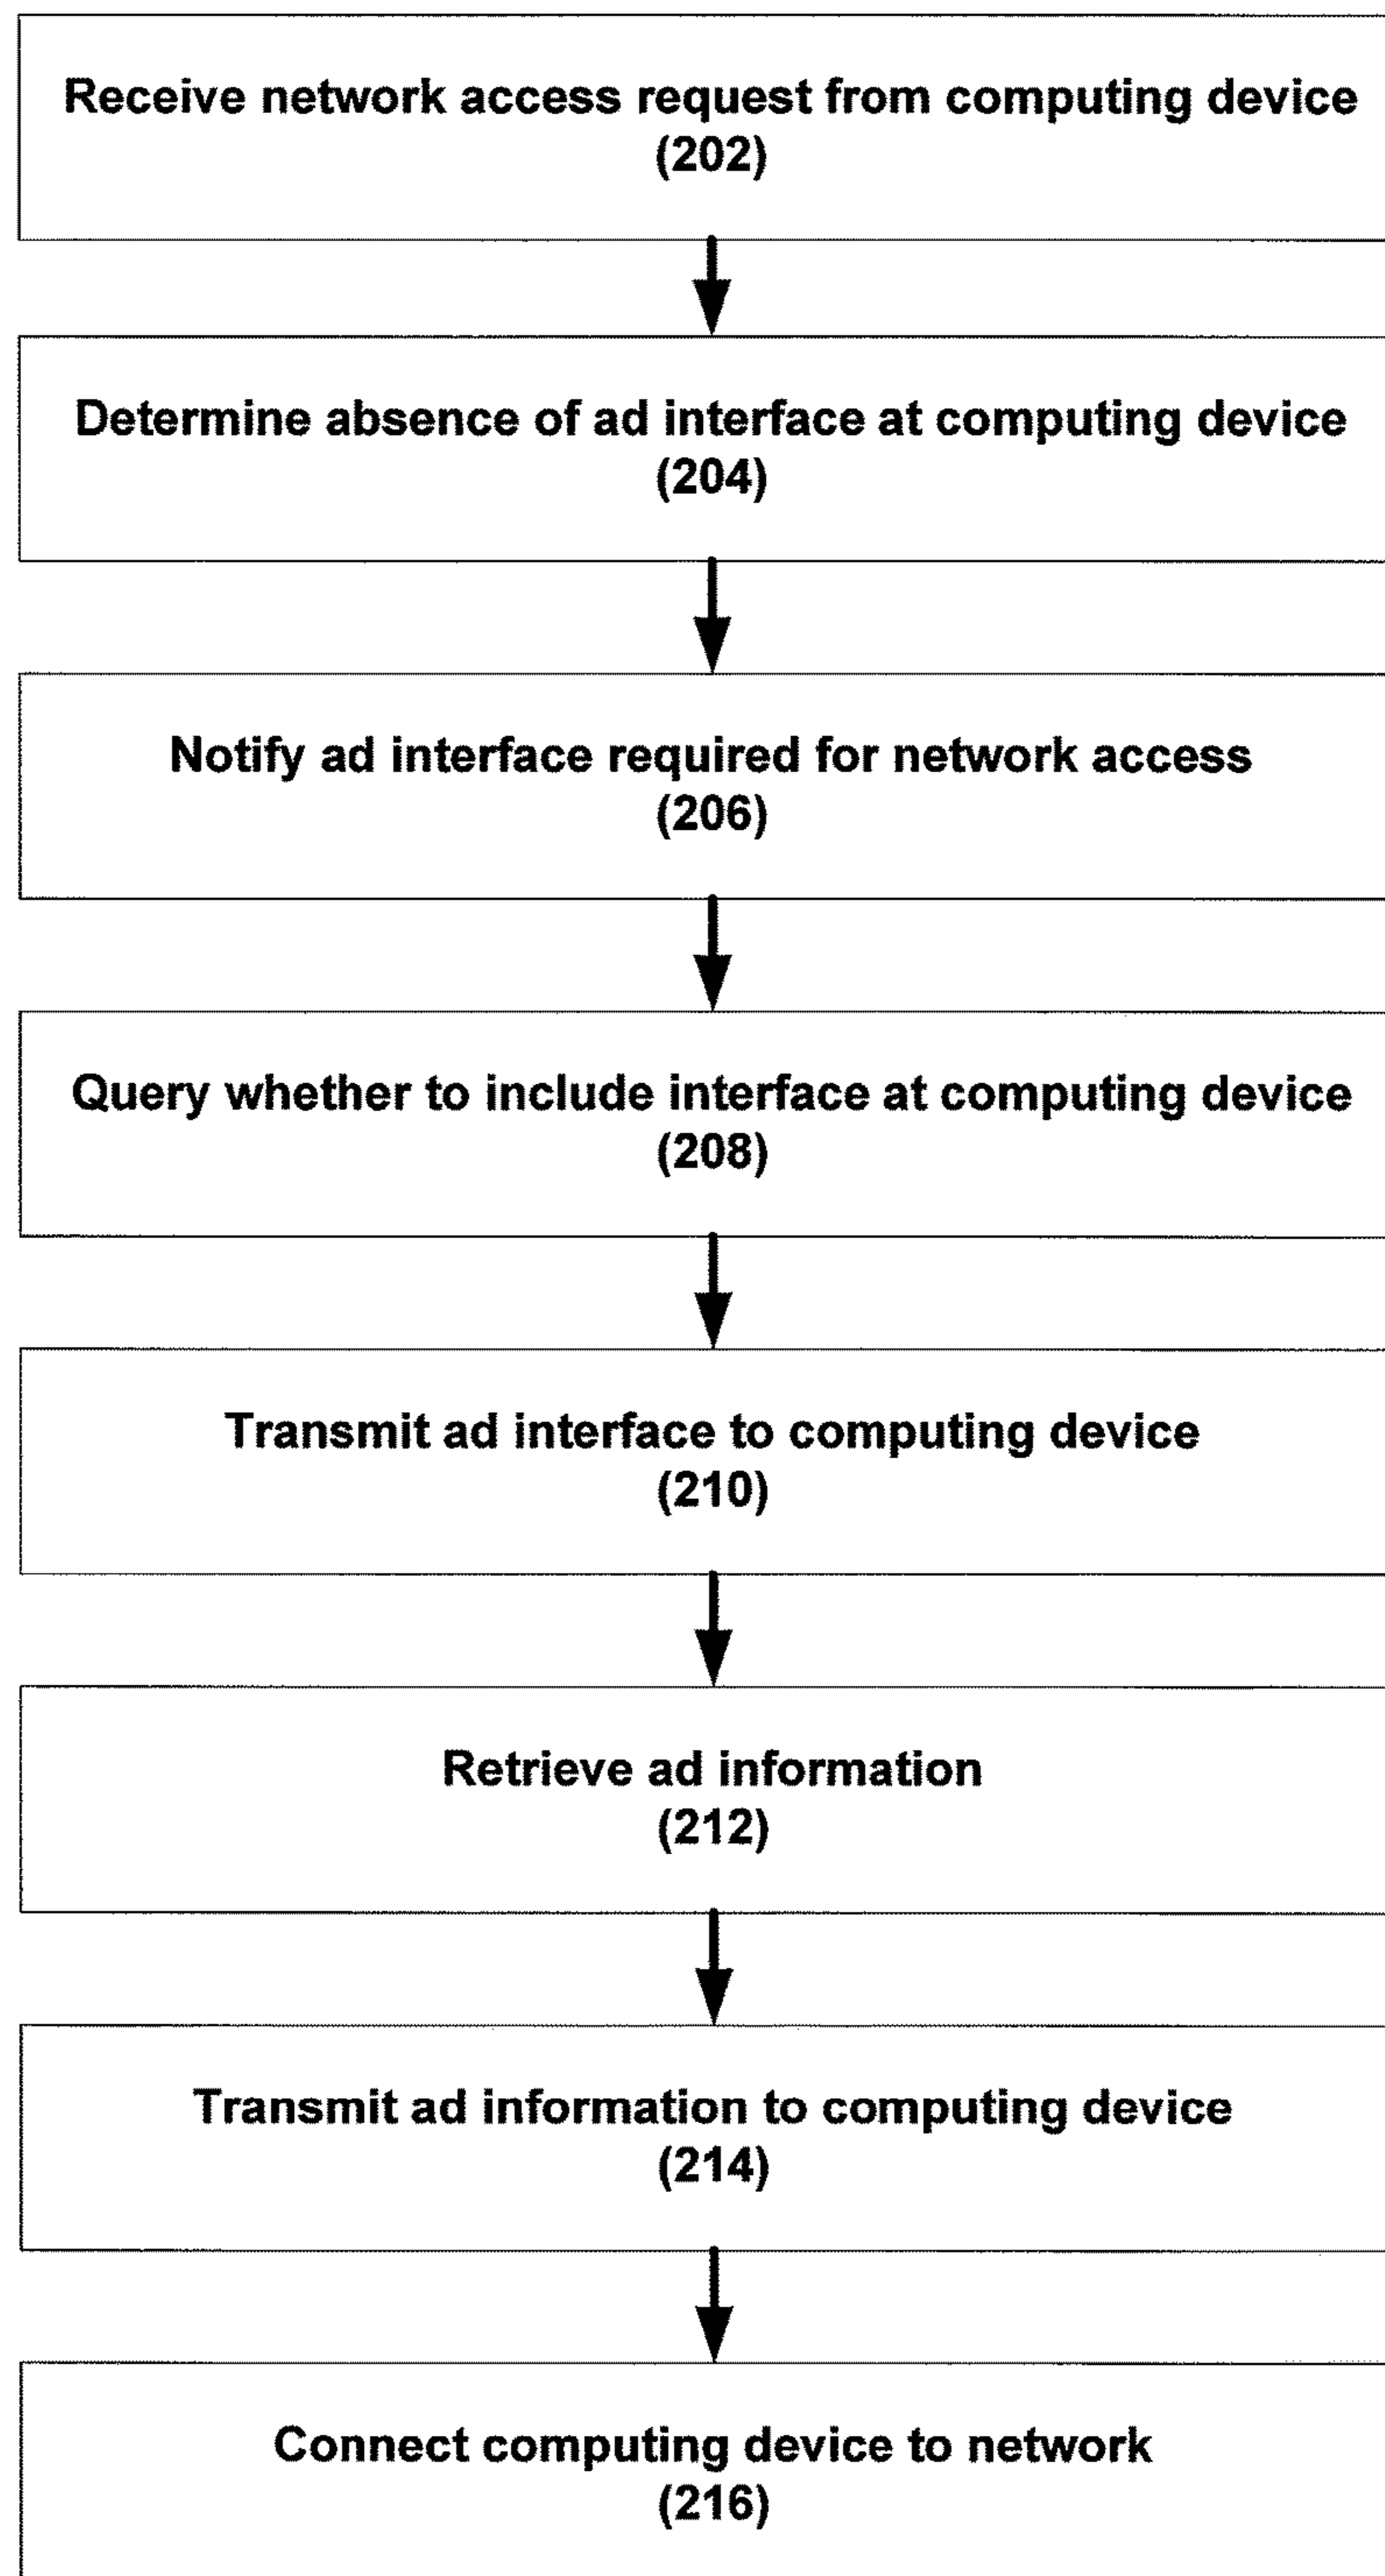 Receive network access request from computing device
(202)
Determine absence of ad interface at computing device
(204)
Notify ad interface required for network access
(206)
Query whether to include interface at computing device
(208)
Transmit ad interface to computing device
(210)
Retrieve ad information
(212)
Transmit ad information to computing device
(214)
Connect computing device to network
(216)